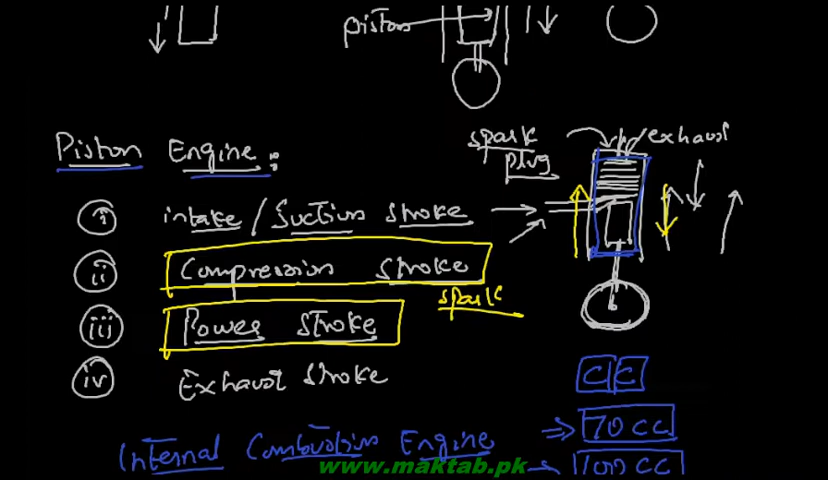 piston
spark
plug
exhaust
Piston Engine:
i intake / Suction stroke
ii Compression stroke
spark
iii Power stroke
iv Exhaust stroke
CC
70 CC
Internal Combustion Engine
100 CC
www.maktab.pk